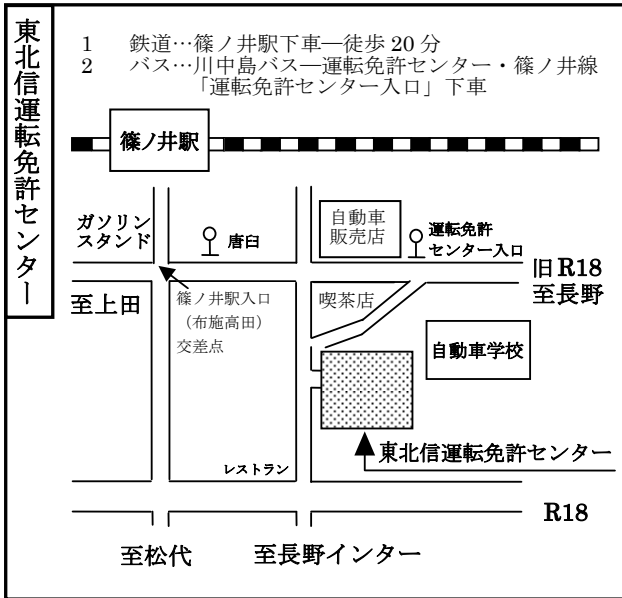 東北信運転免許センター
1 鉄道…篠ノ井駅下車―徒歩 20 分
2 バス…川中島バス―運転免許センター・篠ノ井線
「運転免許センター入口」下車
篠ノ井駅
ガソリン
スタンド
唐臼
自動車
販売店
運転免許
センター入口
旧 R18
至長野
至上田
篠ノ井駅入口
（布施高田）
交差点
喫茶店
自動車学校
東北信運転免許センター
レストラン
R18
至松代
至長野インター